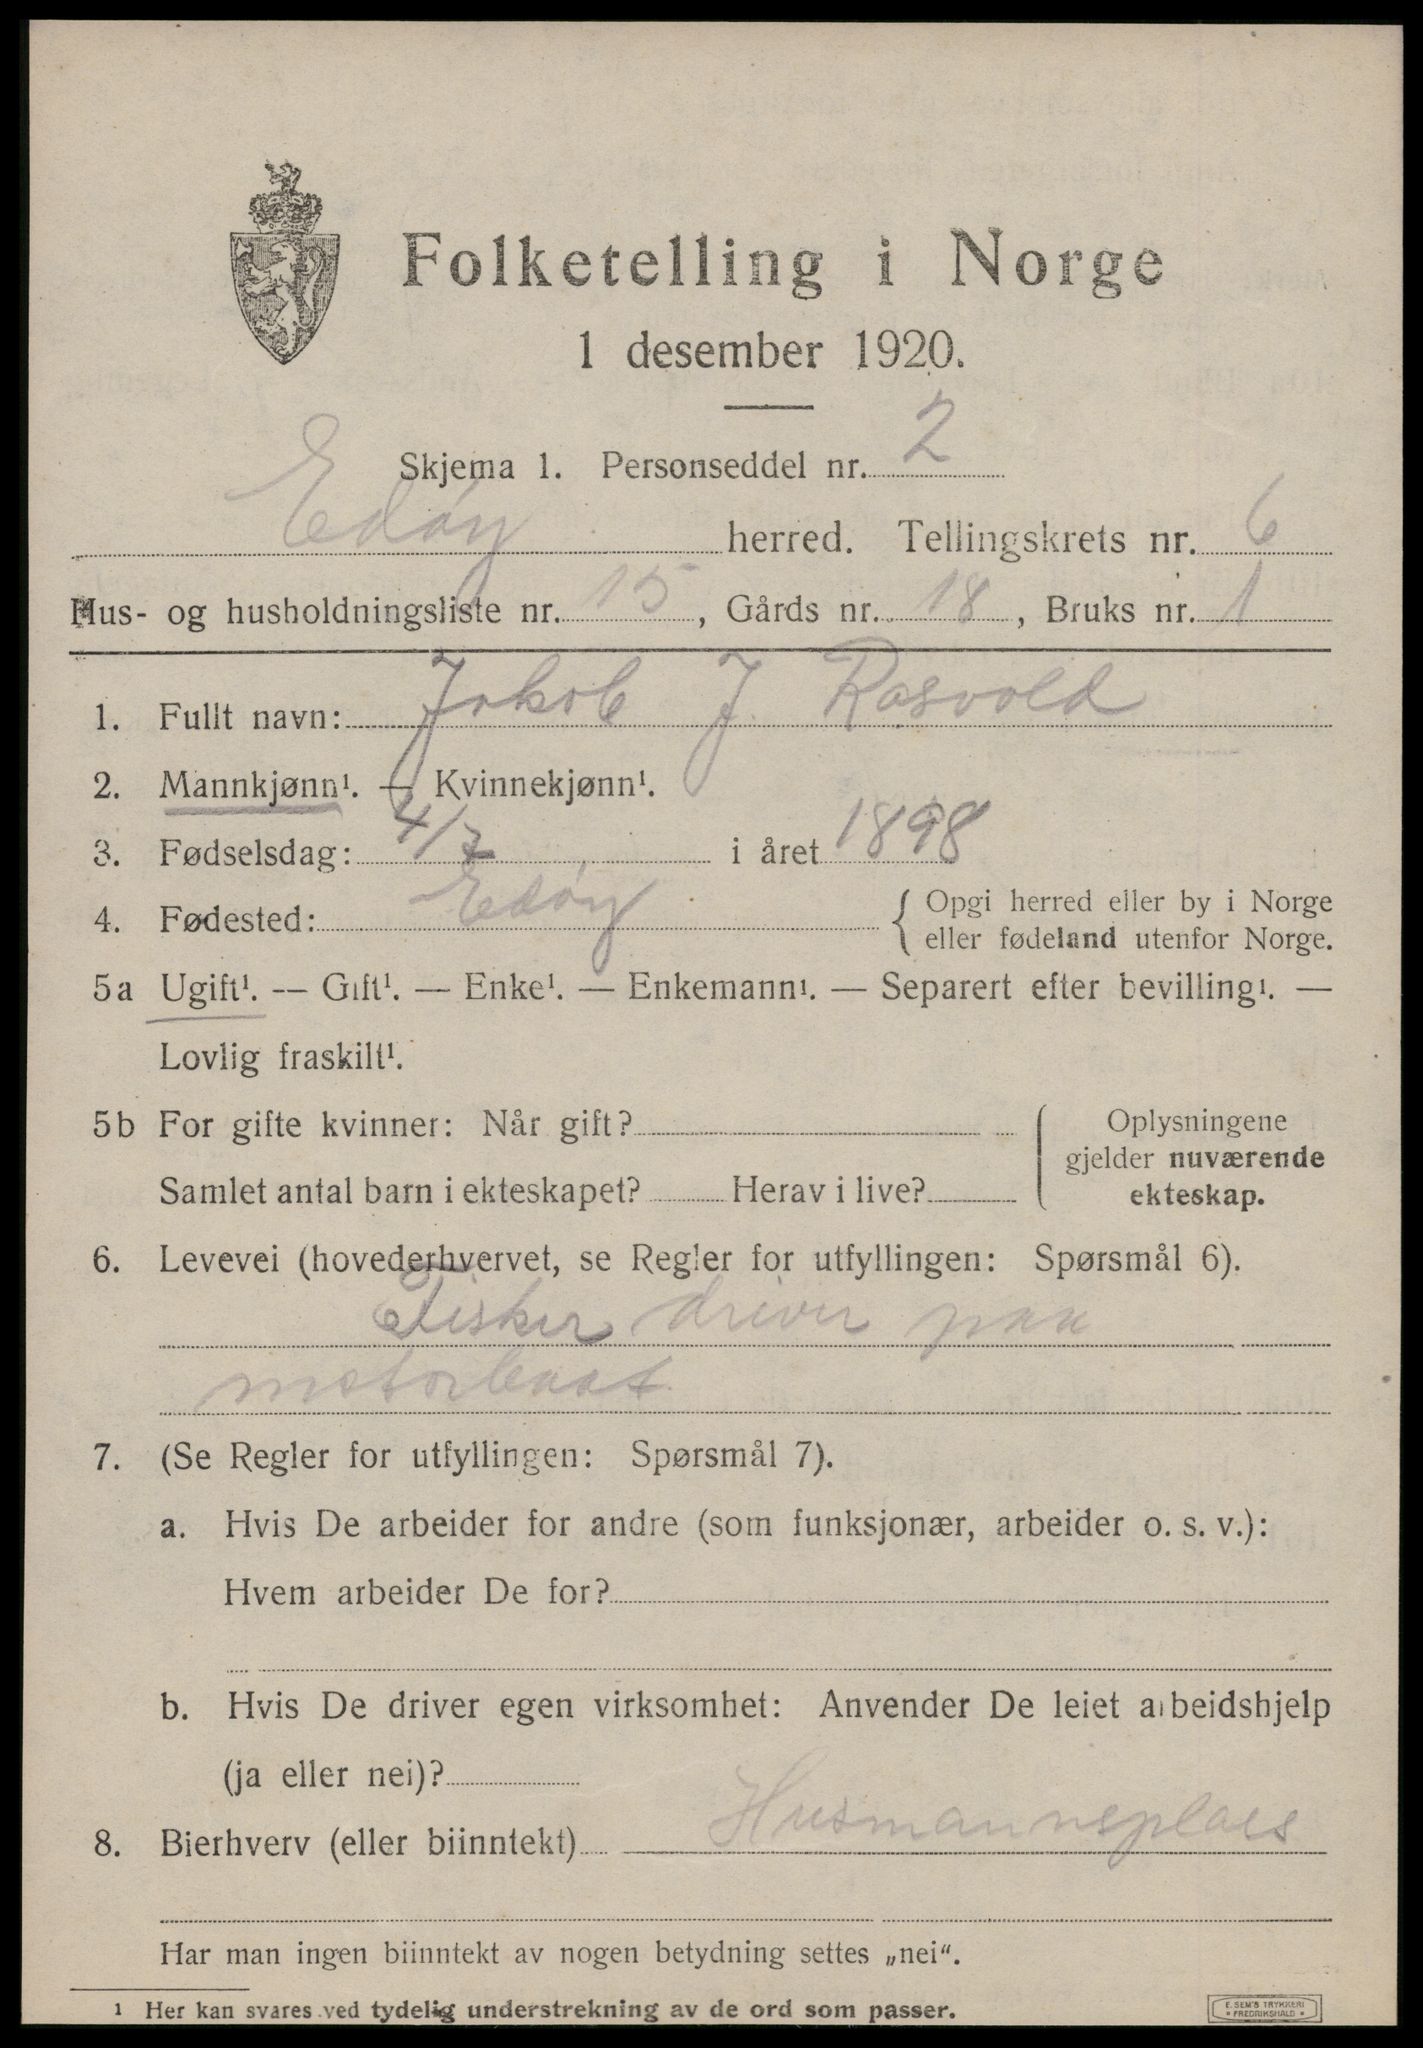 Folketelling i Norge
1 desember 1920.
Skjema 1. Personseddel nr. 2
Edøy herred. Tellingskrets nr. 6
Hus- og husholdningsliste nr. 15, Gårds nr. 18, Bruks nr. 1
1. Fullt navn: Jakob J. Rosvold
2. Mannkjønn¹. — Kvinnekjønn¹.
3. Fødselsdag: 4/7 i året 1898
4. Fødested: Edøy { Opgi herred eller by i Norge
eller fødeland utenfor Norge.
5a Ugift¹. — Gift¹. — Enke¹. — Enkemann¹. — Separert efter bevilling¹. —
Lovlig fraskilt¹.
5b For gifte kvinner: Når gift? { Oplysningene
gjelder nuværende
Samlet antal barn i ekteskapet? Herav i live? ekteskap.
6. Levevei (hovederhvervet, se Regler for utfyllingen: Spørsmål 6).
Fisker driver paa
motorbaat
7. (Se Regler for utfyllingen: Spørsmål 7).
a. Hvis De arbeider for andre (som funksjonær, arbeider o. s. v.):
Hvem arbeider De for?
b. Hvis De driver egen virksomhet: Anvender De leiet arbeidshjelp
(ja eller nei)?
8. Bierhverv (eller biinntekt) Husmannsplass
Har man ingen biinntekt av nogen betydning settes „nei“.
¹ Her kan svares ved tydelig understrekning av de ord som passer.
E. SEM'S TRYKKERI
* FREDRIKSHALD *